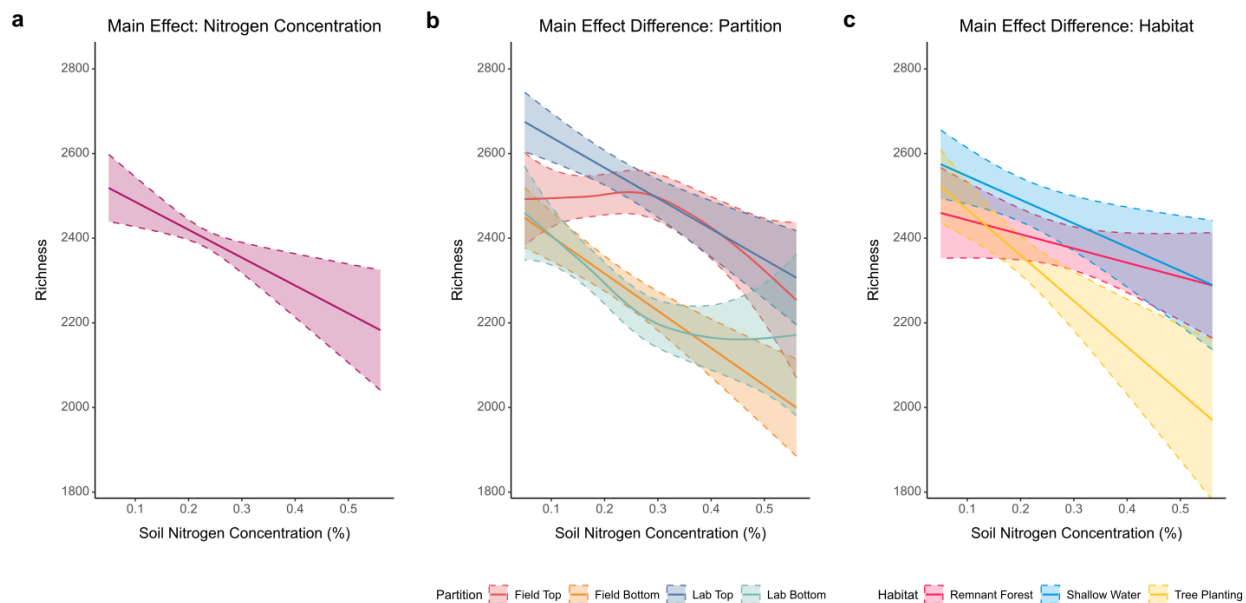 a
Main Effect: Nitrogen Concentration
2800
2600
2400
2200
2000
1800
Richness
0.1 0.2 0.3 0.4 0.5
Soil Nitrogen Concentration (%)
b
Main Effect Difference: Partition
2800
2600
2400
2200
2000
1800
Richness
0.1 0.2 0.3 0.4 0.5
Soil Nitrogen Concentration (%)
Partition Field Top Field Bottom Lab Top Lab Bottom
c
Main Effect Difference: Habitat
2800
2600
2400
2200
2000
1800
Richness
0.1 0.2 0.3 0.4 0.5
Soil Nitrogen Concentration (%)
Habitat Remnant Forest Shallow Water Tree Planting